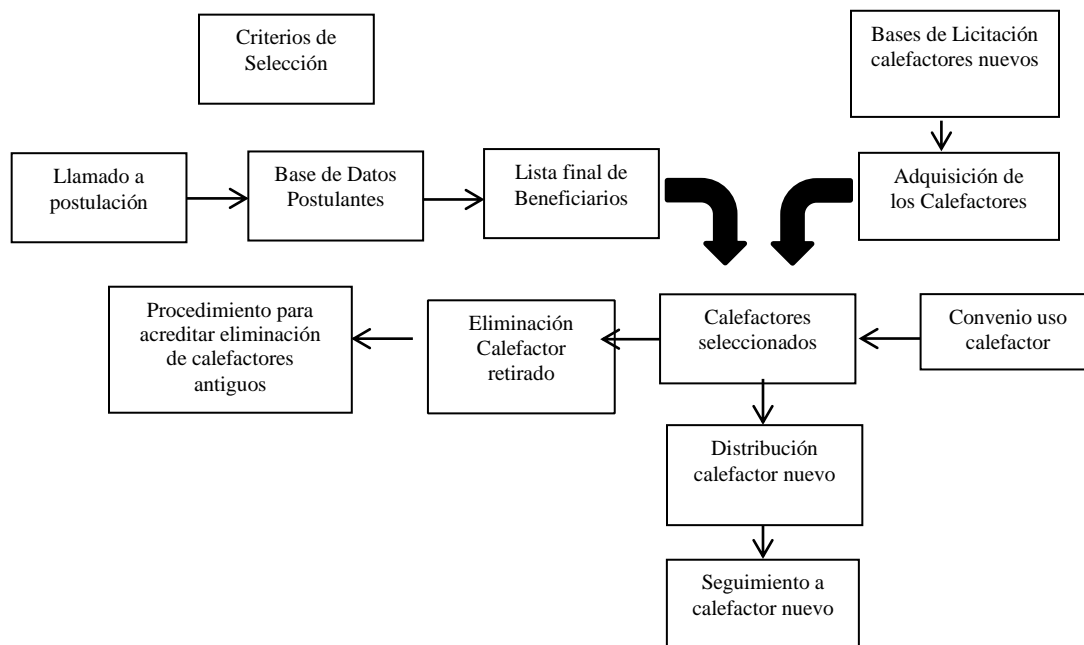 Criterios de
Selección
Bases de Licitación
calefactores nuevos
Llamado a
postulación
Base de Datos
Postulantes
Lista final de
Beneficiarios
Adquisición de
los Calefactores
Procedimiento para
acreditar eliminación
de calefactores
antiguos
Eliminación
Calefactor
retirado
Calefactores
seleccionados
Convenio uso
calefactor
Distribución
calefactor nuevo
Seguimiento a
calefactor nuevo